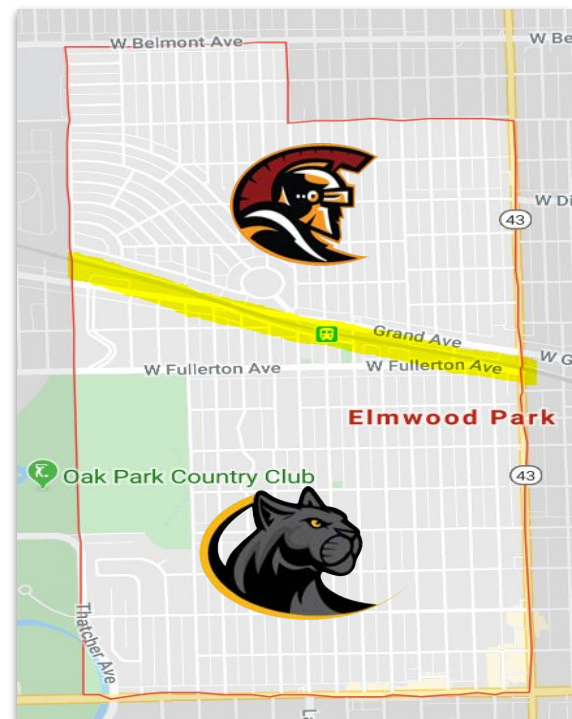 W Belmont Ave
W Be
W Di
43
Grand Ave
W G
W Fullerton Ave
W Fullerton Ave
Elmwood Park
43
Oak Park Country Club
Thatcher Ave
La